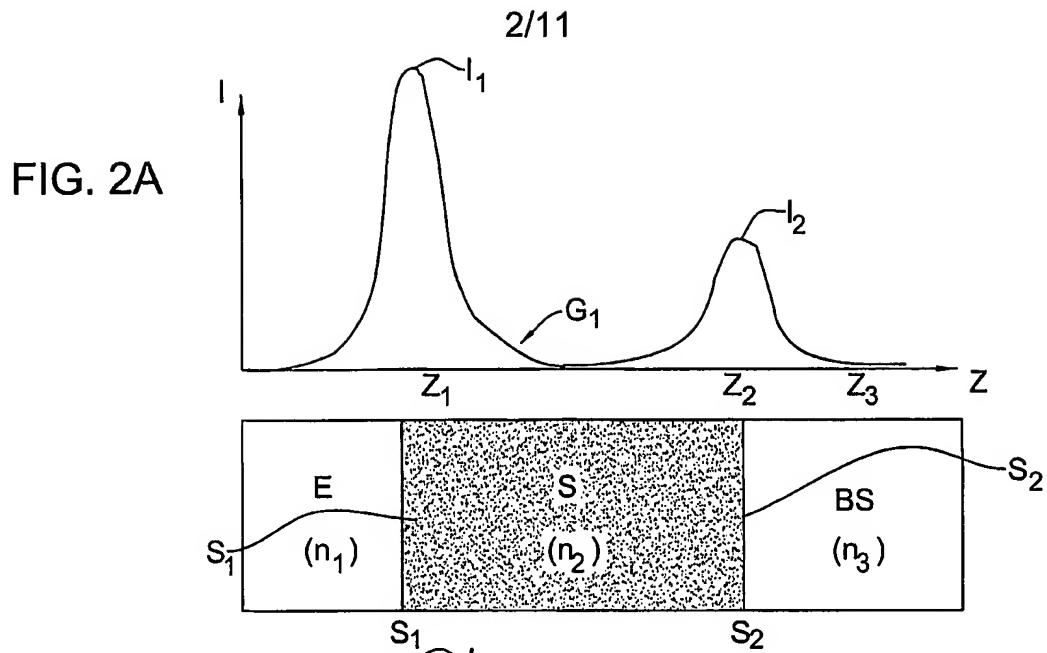 2/11
I₁
I
FIG. 2A
I₂
G₁
Z₁
Z₂
Z₃
Z
E
S
BS
S₂
S₁
(n₁)
(n₂)
(n₃)
S₁
S₂